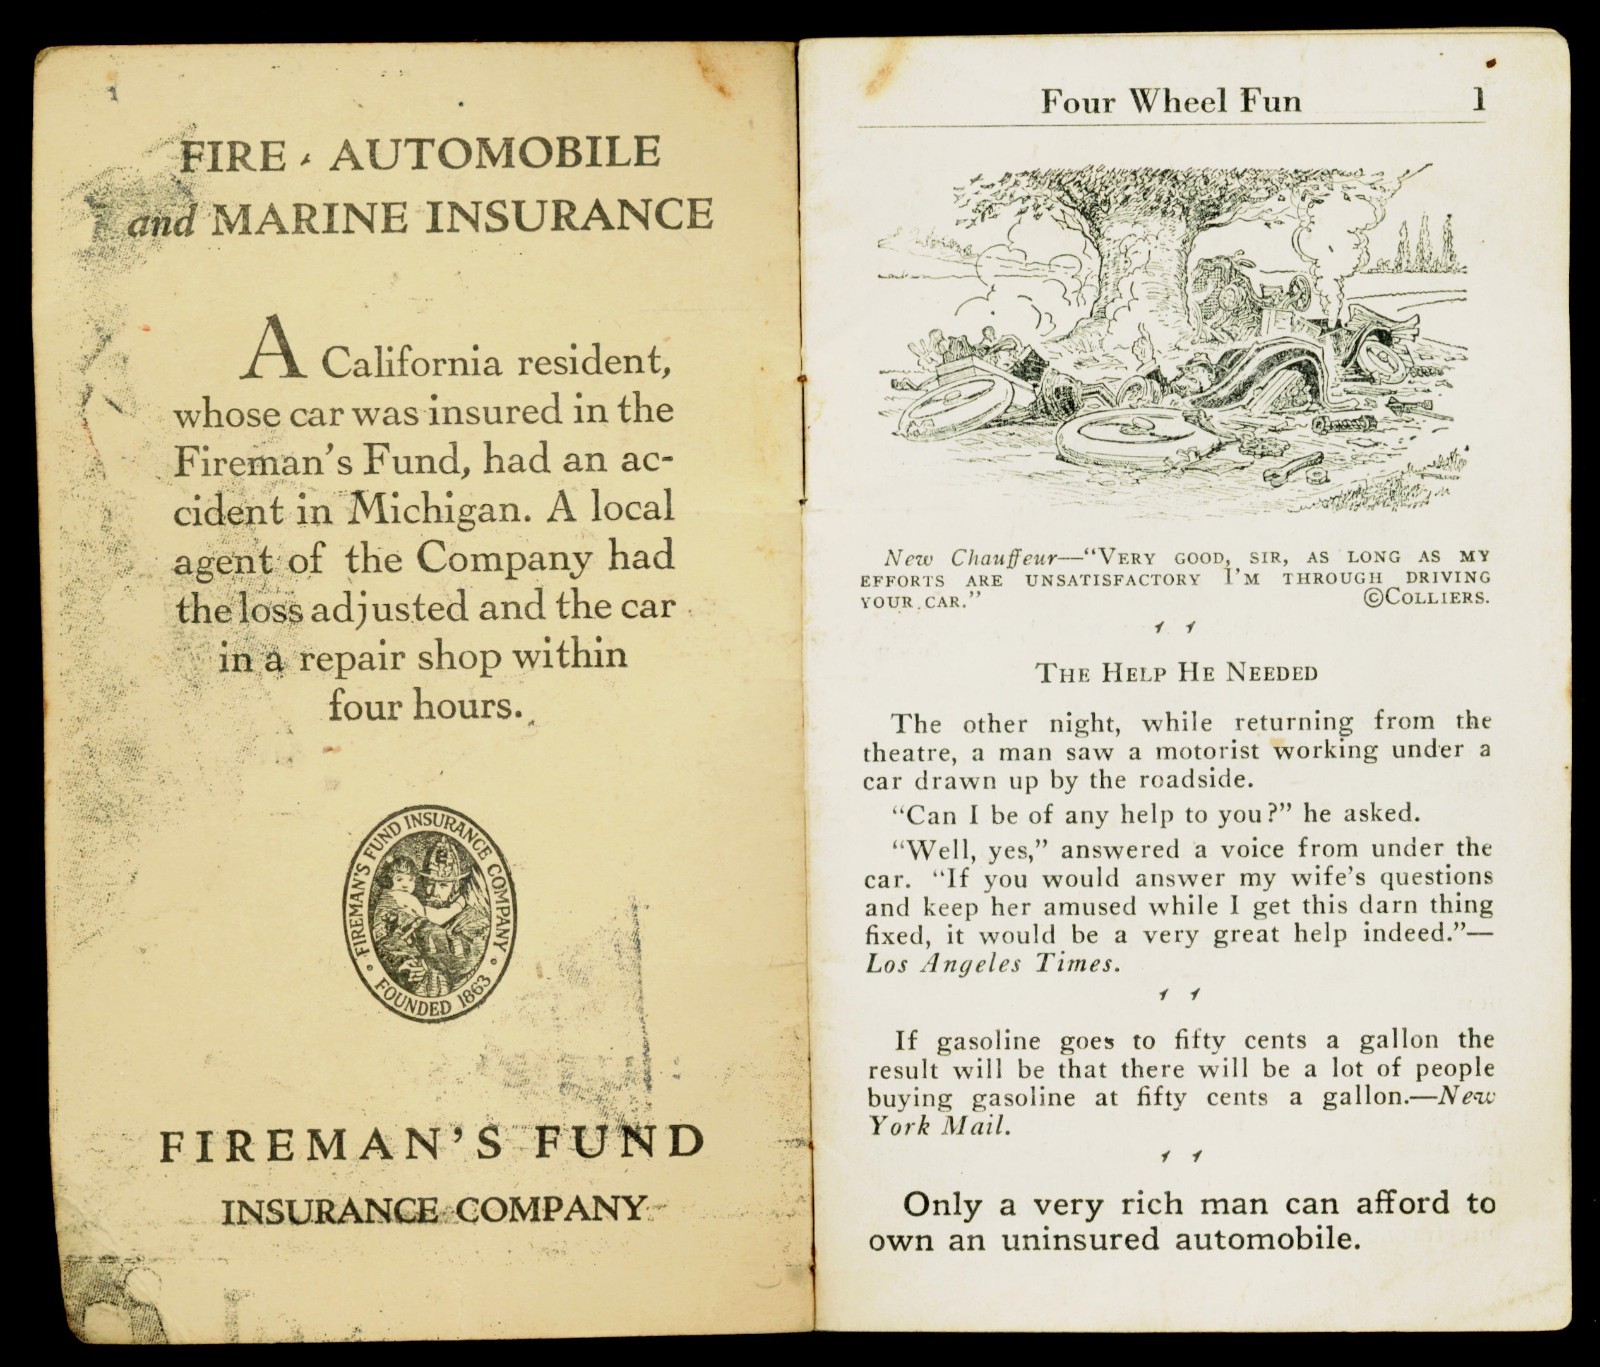 FIRE · AUTOMOBILE
and MARINE INSURANCE
A California resident,
whose car was insured in the
Fireman's Fund, had an ac-
cident in Michigan. A local
agent of the Company had
the loss adjusted and the car
in a repair shop within
four hours.
FIREMAN'S FUND INSURANCE COMPANY
· FOUNDED 1863 ·
FIREMAN'S FUND
INSURANCE COMPANY
Four Wheel Fun 1
New Chauffeur—“VERY GOOD, SIR, AS LONG AS MY
EFFORTS ARE UNSATISFACTORY I'M THROUGH DRIVING
YOUR CAR.” ©COLLIERS.
THE HELP HE NEEDED
The other night, while returning from the
theatre, a man saw a motorist working under a
car drawn up by the roadside.
“Can I be of any help to you?” he asked.
“Well, yes,” answered a voice from under the
car. “If you would answer my wife's questions
and keep her amused while I get this darn thing
fixed, it would be a very great help indeed.”—
Los Angeles Times.
If gasoline goes to fifty cents a gallon the
result will be that there will be a lot of people
buying gasoline at fifty cents a gallon.—New
York Mail.
Only a very rich man can afford to
own an uninsured automobile.